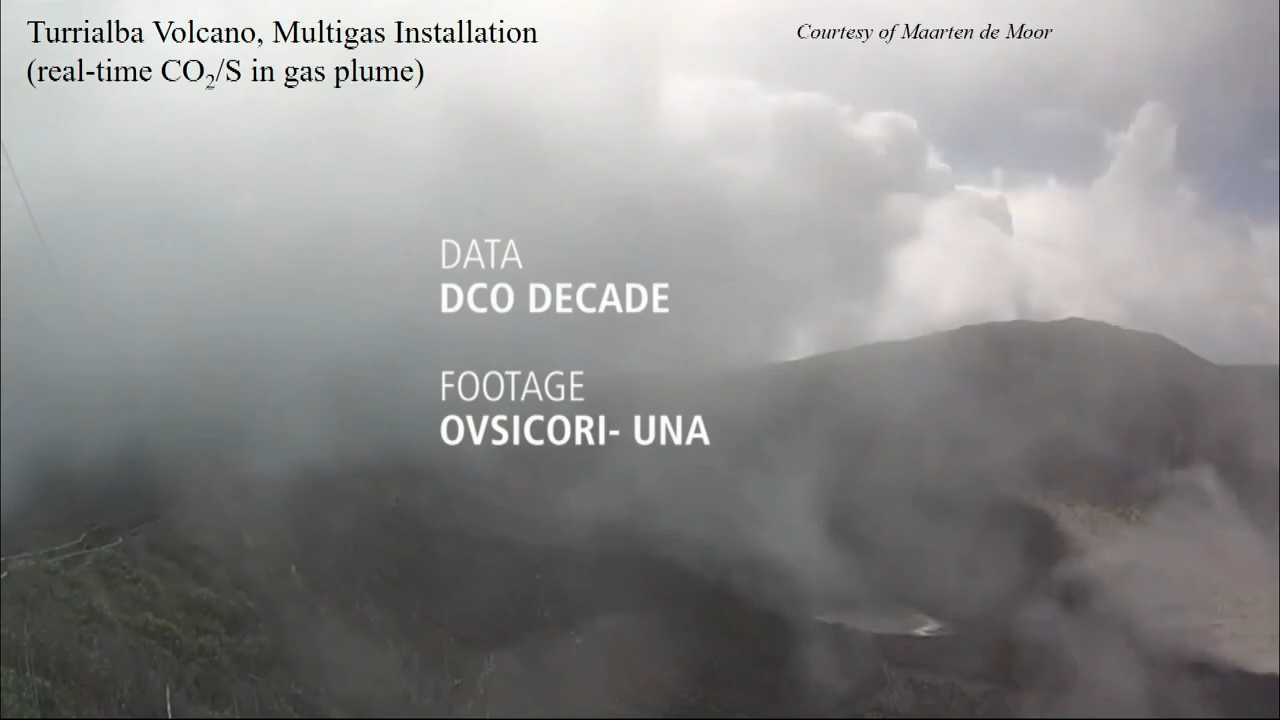 Turrialba Volcano, Multigas Installation
(real-time CO₂/S in gas plume)
Courtesy of Maarten de Moor
DATA
DCO DECADE
FOOTAGE
OVSICORI- UNA